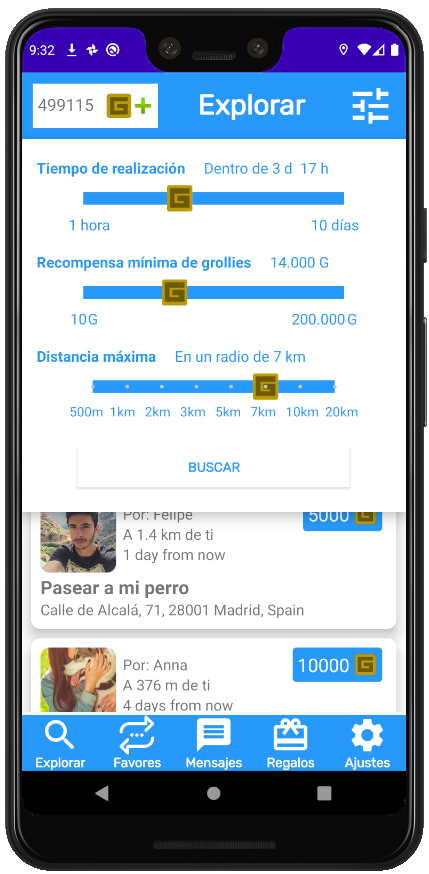 9:32
499115 G +
Explorar
Tiempo de realización Dentro de 3 d 17 h
1 hora 10 días
Recompensa mínima de grollies 14.000 G
10G 200.000G
Distancia máxima En un radio de 7 km
500m 1km 2km 3km 5km 7km 10km 20km
BUSCAR
Por: Felipe 5000 G
A 1.4 km de ti
1 day from now
Pasear a mi perro
Calle de Alcalá, 71, 28001 Madrid, Spain
Por: Anna 10000 G
A 376 m de ti
4 days from now
Explorar Favores Mensajes Regalos Ajustes